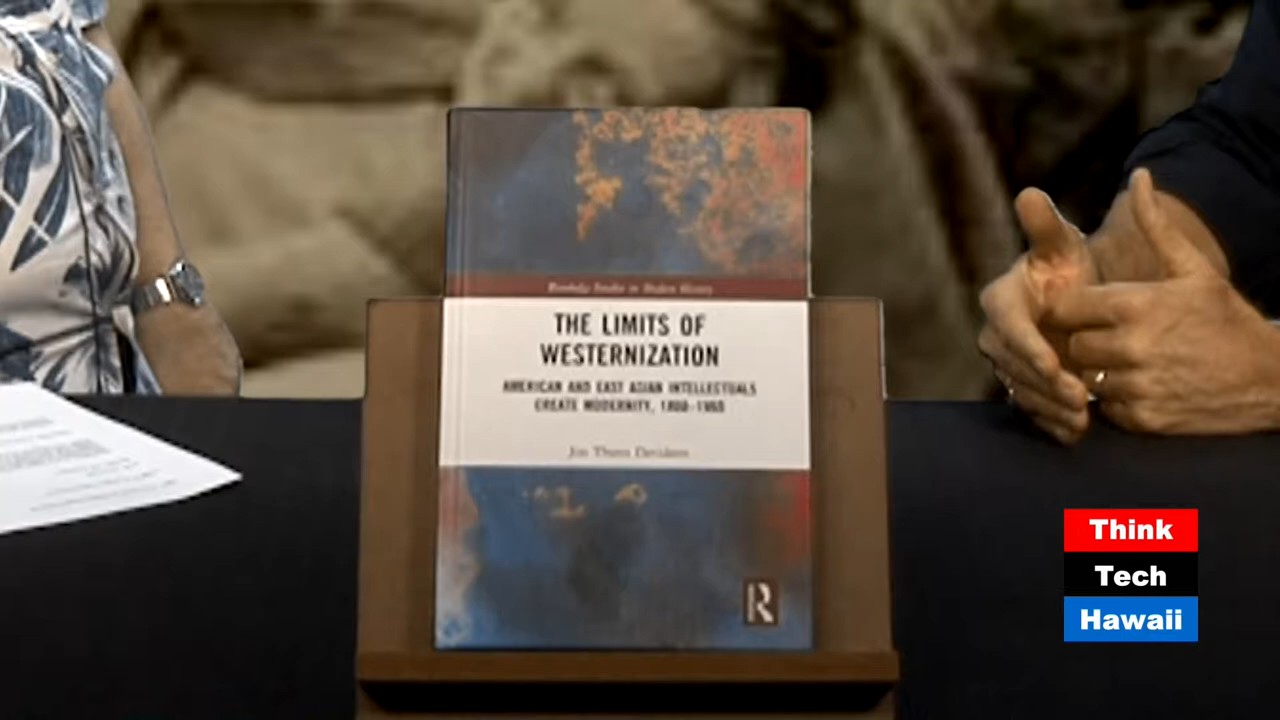 Routledge Studies in Modern History
THE LIMITS OF
WESTERNIZATION
AMERICAN AND EAST ASIAN INTELLECTUALS
CREATE MODERNITY, 1860–1960
Jon Thares Davidann
R
Think
Tech
Hawaii